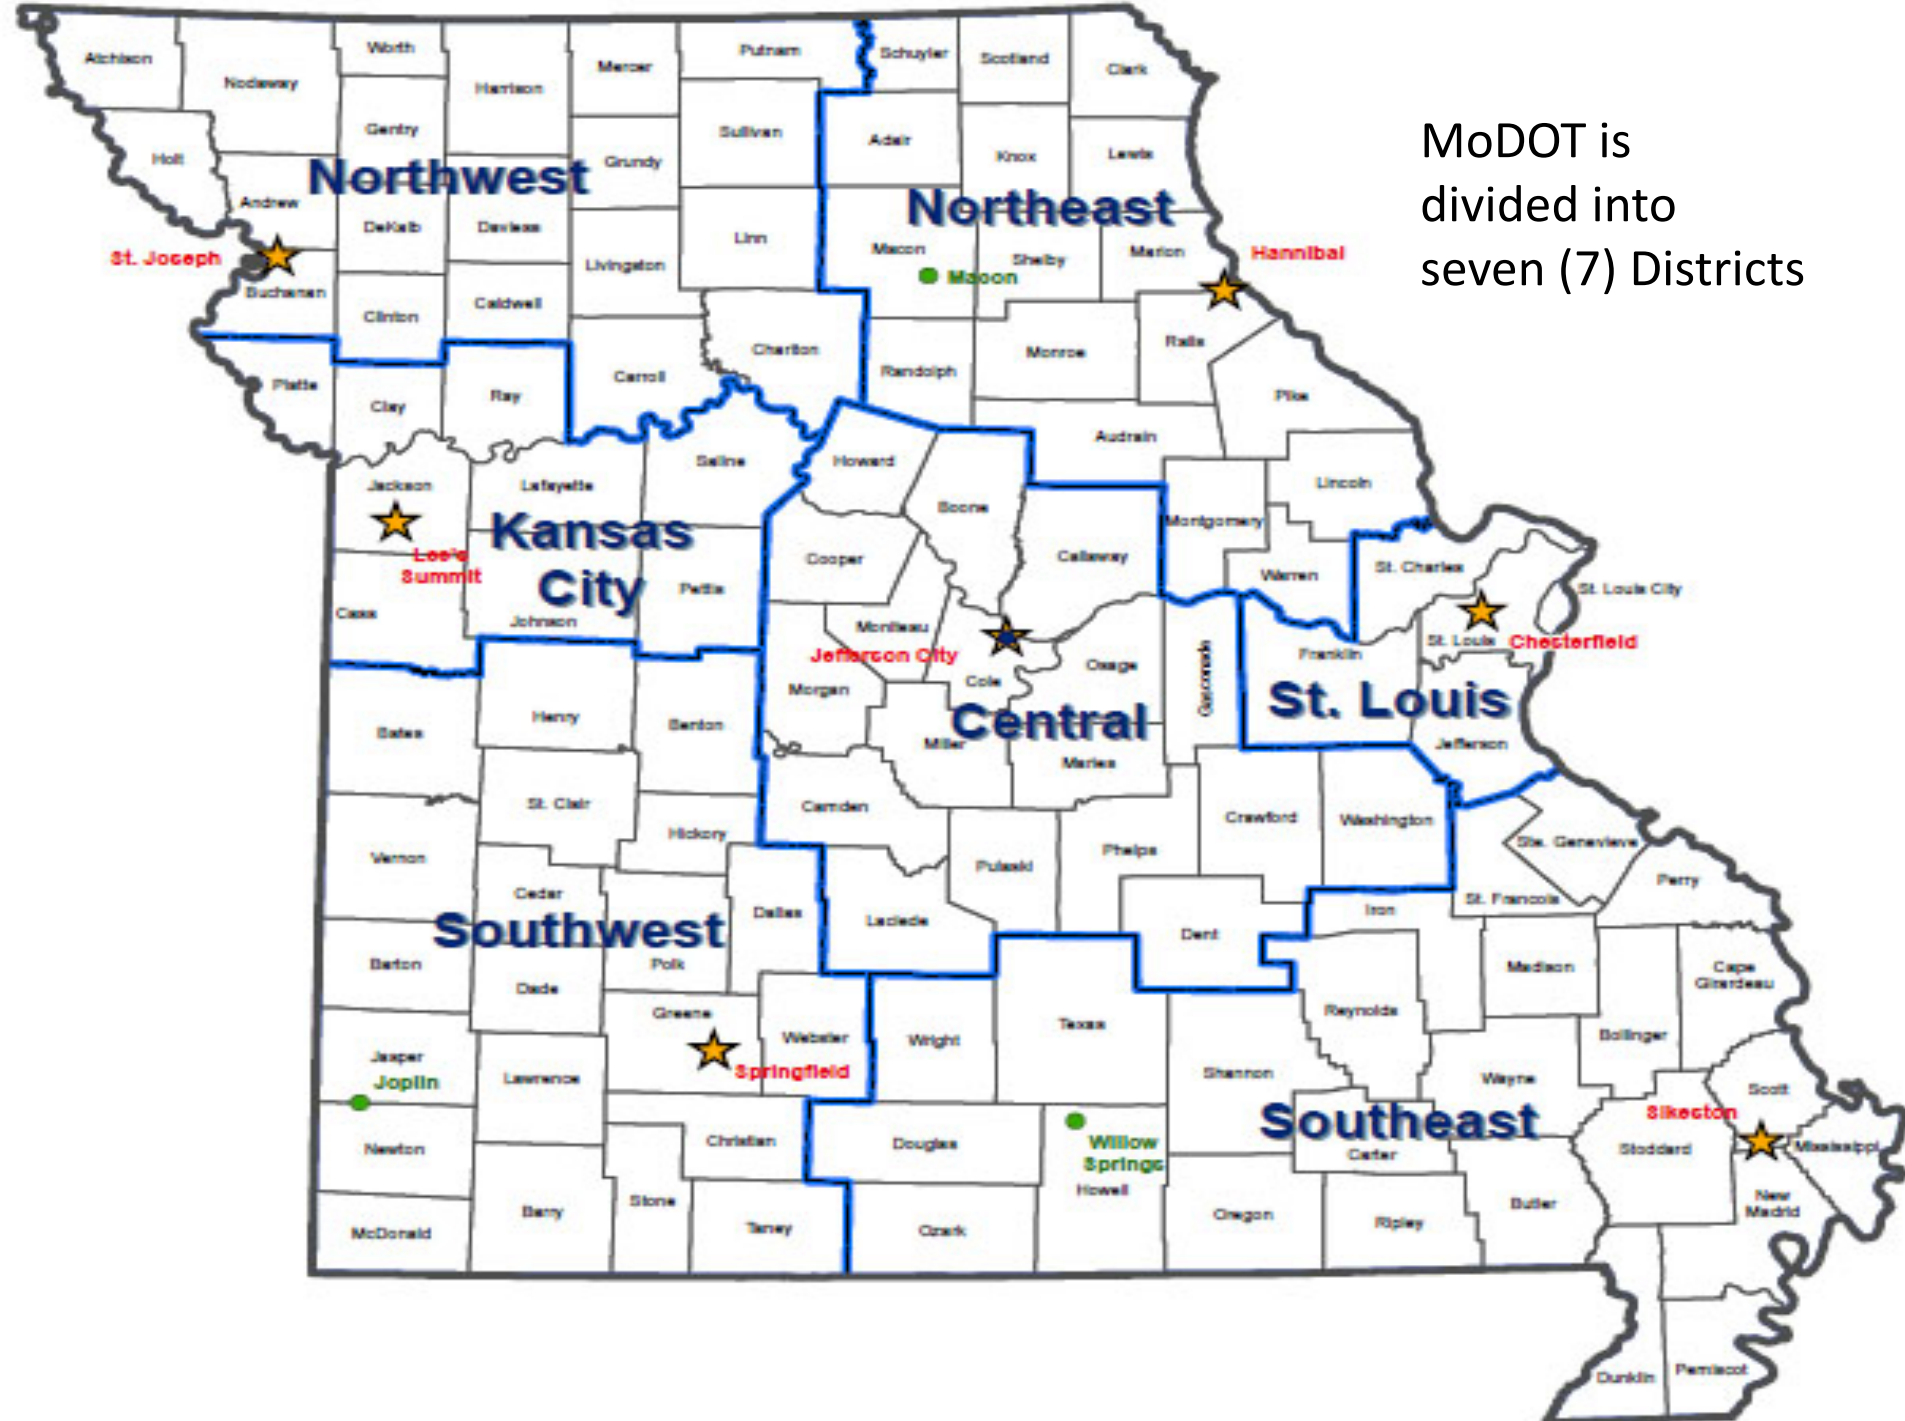 Atchison
Nodaway
Worth
Harrison
Mercer
Putnam
Schuyler
Scotland
Clark
MoDOT is
divided into
seven (7) Districts
Holt
Gentry
Grundy
Sullivan
Adair
Knox
Lewis
Northwest
Northeast
Andrew
DeKalb
Daviess
Livingston
Linn
Macon
Shelby
Marion
Hannibal
St. Joseph
Macon
Buchanan
Clinton
Caldwell
Chariton
Monroe
Ralls
Platte
Clay
Ray
Carroll
Randolph
Pike
Audrain
Jackson
Lafayette
Saline
Howard
Boone
Lincoln
Montgomery
Kansas
City
Lee's
Summit
Cooper
Callaway
Warren
St. Charles
St. Louis City
Cass
Johnson
Pettis
Moniteau
Jefferson City
Cole
Osage
Gasconade
Franklin
St. Louis
Chesterfield
St. Louis
Central
Morgan
Miller
Maries
Jefferson
Bates
Henry
Benton
St. Clair
Camden
Crawford
Washington
Ste. Genevieve
Vernon
Hickory
Pulaski
Phelps
Perry
Cedar
Dallas
Laclede
Dent
Iron
St. Francois
Southwest
Barton
Dade
Polk
Madison
Cape
Girardeau
Greene
Webster
Wright
Texas
Reynolds
Bollinger
Jasper
Joplin
Lawrence
Springfield
Shannon
Wayne
Scott
Southeast
Sikeston
Newton
Christian
Douglas
Willow
Springs
Howell
Carter
Stoddard
Mississippi
McDonald
Barry
Stone
Taney
Ozark
Oregon
Ripley
Butler
New
Madrid
Dunklin
Pemiscot